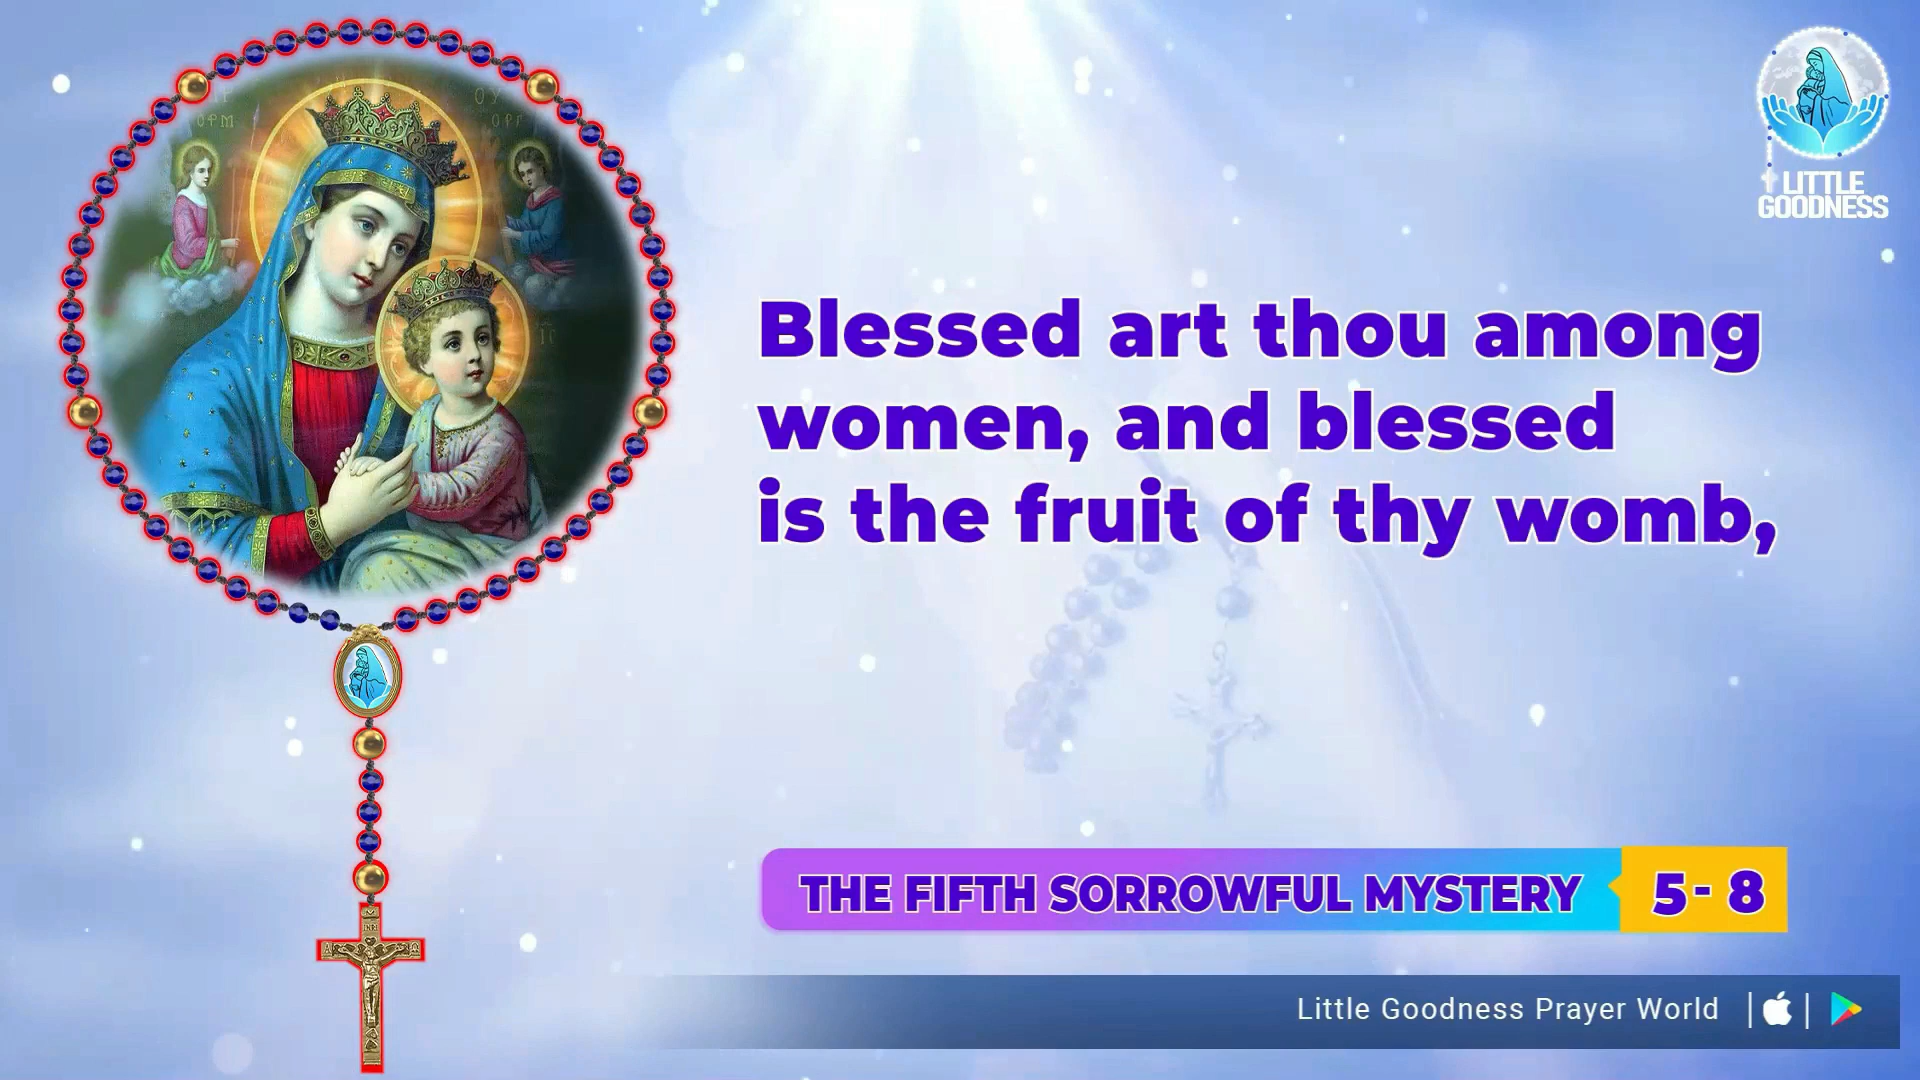 LITTLE
GOODNESS
Blessed art thou among
women, and blessed
is the fruit of thy womb,
THE FIFTH SORROWFUL MYSTERY 5- 8
Little Goodness Prayer World
INRI